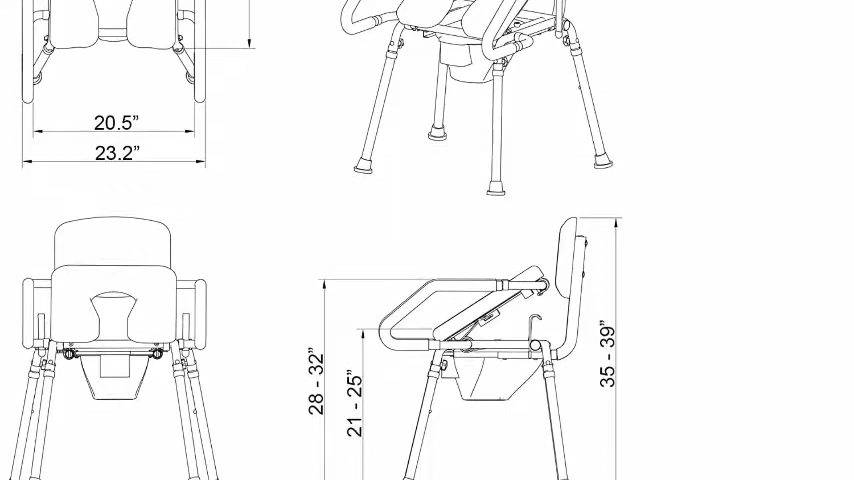 20.5”
23.2”
28 - 32”
21 - 25”
35 - 39”